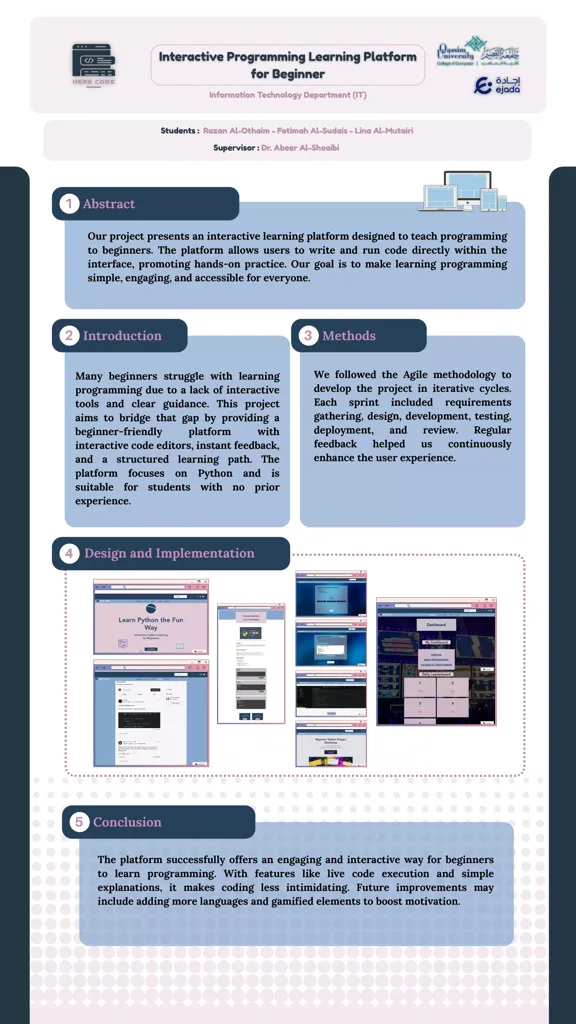 HERE CODE
Interactive Programming Learning Platform
for Beginner
Information Technology Department (IT)
Qassim
University
College of Computer
إجادة
ejada
Students : Razan Al-Othaim - Fatimah Al-Sudais - Lina Al-Mutairi
Supervisor : Dr. Abeer Al-Sheaibi
1 Abstract
Our project presents an interactive learning platform designed to teach programming
to beginners. The platform allows users to write and run code directly within the
interface, promoting hands-on practice. Our goal is to make learning programming
simple, engaging, and accessible for everyone.
2 Introduction
Many beginners struggle with learning
programming due to a lack of interactive
tools and clear guidance. This project
aims to bridge that gap by providing a
beginner-friendly platform with
interactive code editors, instant feedback,
and a structured learning path. The
platform focuses on Python and is
suitable for students with no prior
experience.
3 Methods
We followed the Agile methodology to
develop the project in iterative cycles.
Each sprint included requirements
gathering, design, development, testing,
deployment, and review. Regular
feedback helped us continuously
enhance the user experience.
4 Design and Implementation
Learn Python the Fun
Way
Interactive Python Learning
for Beginners
Beginner Python Project
Workshop
Dashboard
My Dashboard
Daily Leaderboard
5 Conclusion
The platform successfully offers an engaging and interactive way for beginners
to learn programming. With features like live code execution and simple
explanations, it makes coding less intimidating. Future improvements may
include adding more languages and gamified elements to boost motivation.